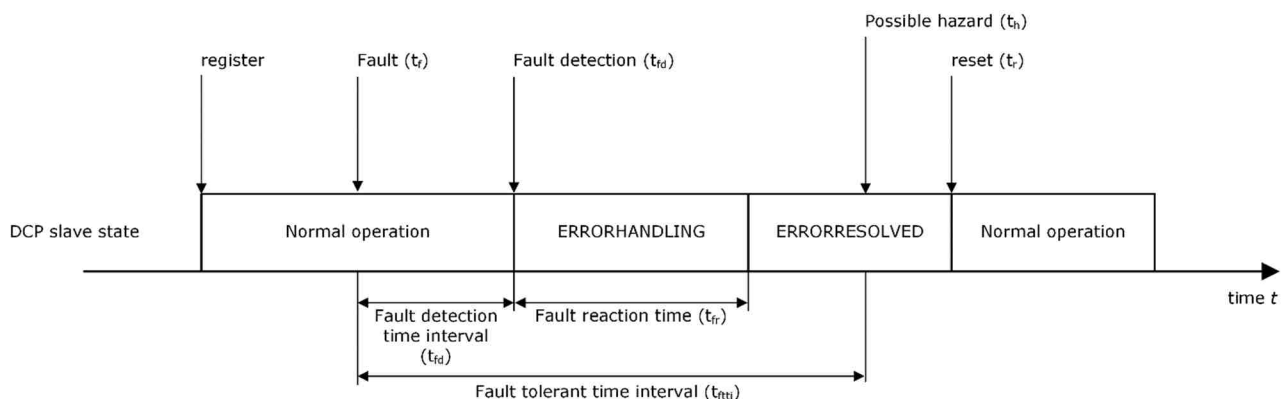 Possible hazard (tₕ)
register
Fault (tf)
Fault detection (tfd)
reset (tᵣ)
DCP slave state
Normal operation
ERRORHANDLING
ERRORRESOLVED
Normal operation
time t
Fault detection
time interval
(tfd)
Fault reaction time (tfr)
Fault tolerant time interval (tftti)